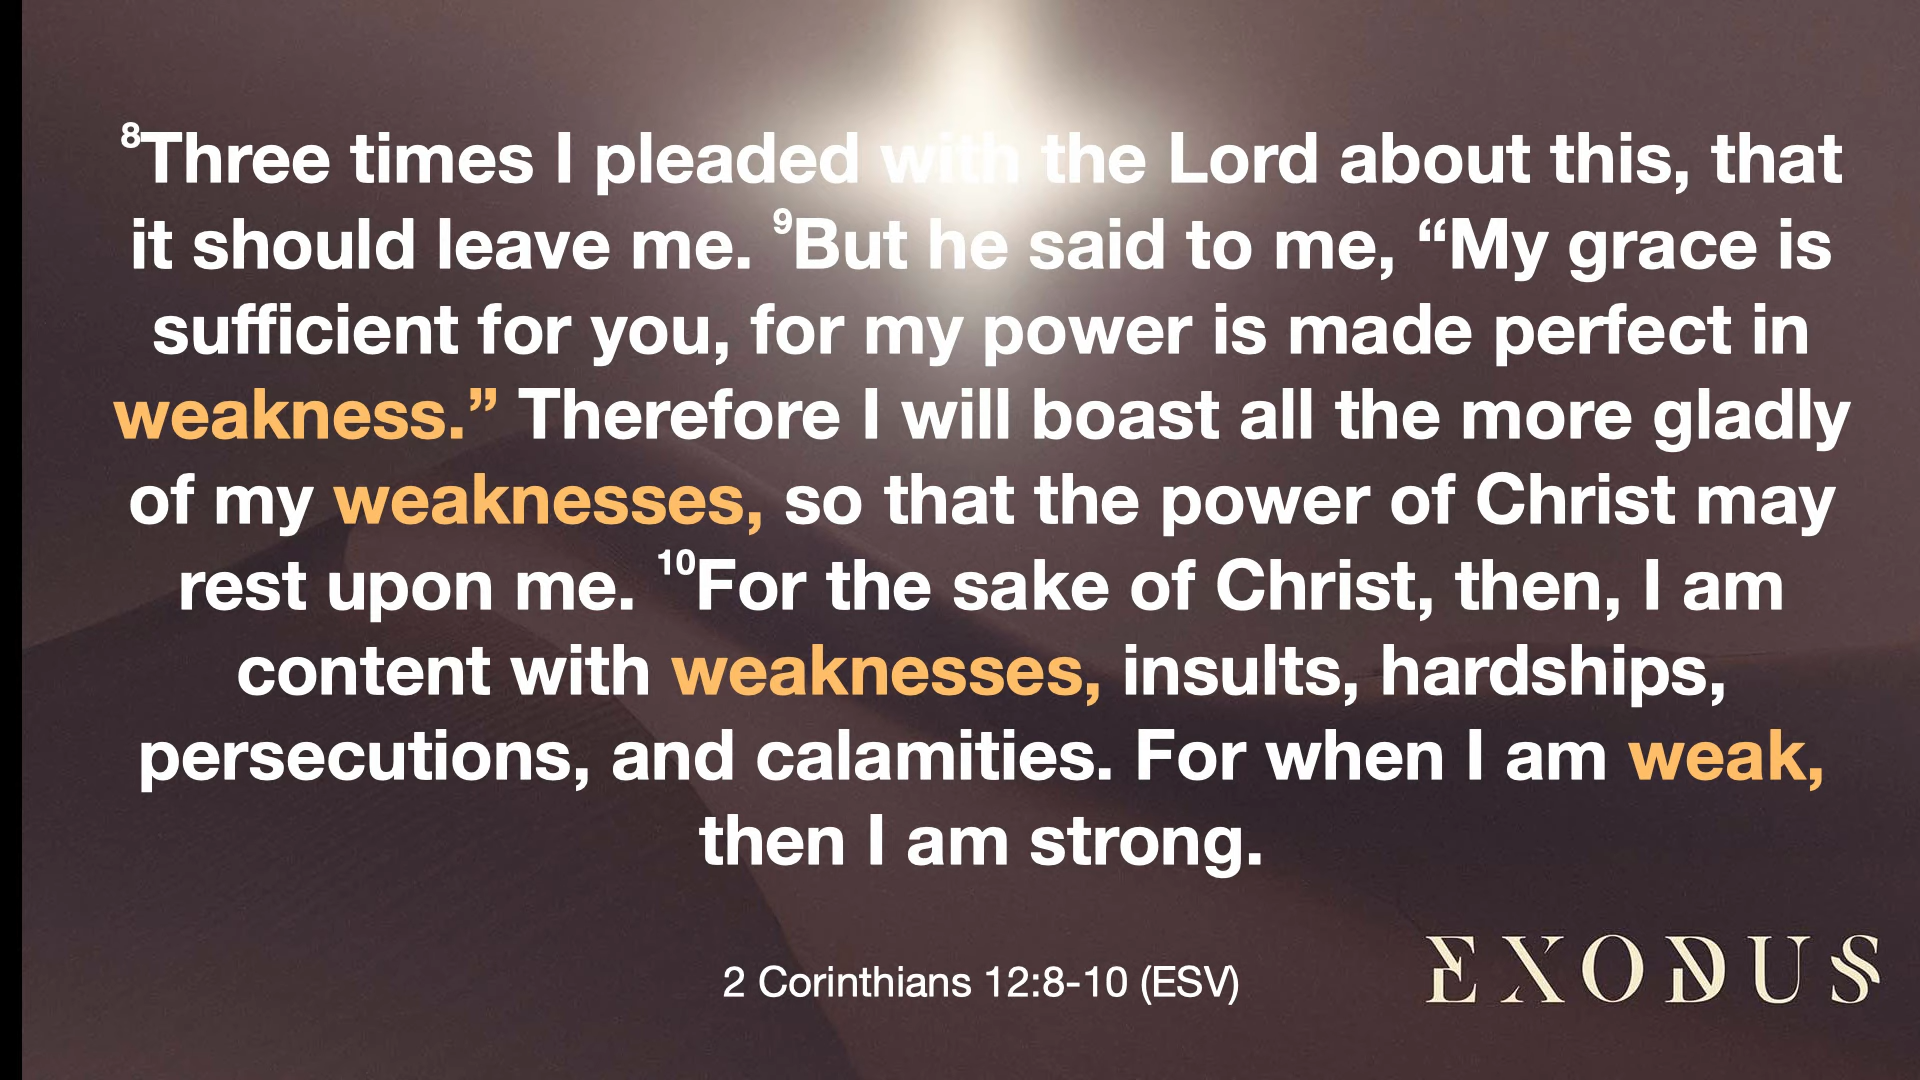 ⁸Three times I pleaded with the Lord about this, that
it should leave me. ⁹But he said to me, “My grace is
sufficient for you, for my power is made perfect in
weakness.” Therefore I will boast all the more gladly
of my weaknesses, so that the power of Christ may
rest upon me. ¹⁰For the sake of Christ, then, I am
content with weaknesses, insults, hardships,
persecutions, and calamities. For when I am weak,
then I am strong.
2 Corinthians 12:8-10 (ESV)
EXODUS